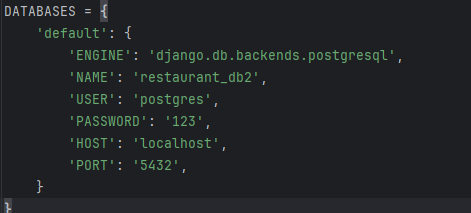 DATABASES = {
    'default': {
        'ENGINE': 'django.db.backends.postgresql',
        'NAME': 'restaurant_db2',
        'USER': 'postgres',
        'PASSWORD': '123',
        'HOST': 'localhost',
        'PORT': '5432',
    }
}